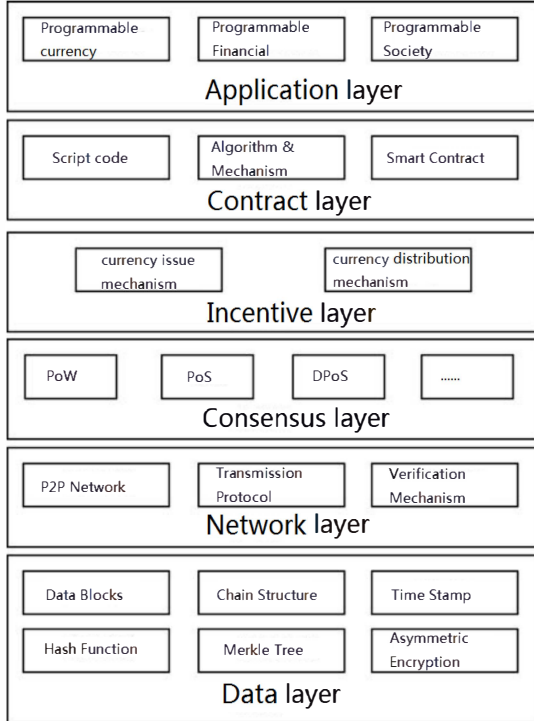 Programmable
currency
Programmable
Financial
Programmable
Society
Application layer
Script code
Algorithm &
Mechanism
Smart Contract
Contract layer
currency issue
mechanism
currency distribution
mechanism
Incentive layer
PoW
PoS
DPoS
......
Consensus layer
P2P Network
Transmission
Protocol
Verification
Mechanism
Network layer
Data Blocks
Chain Structure
Time Stamp
Hash Function
Merkle Tree
Asymmetric
Encryption
Data layer